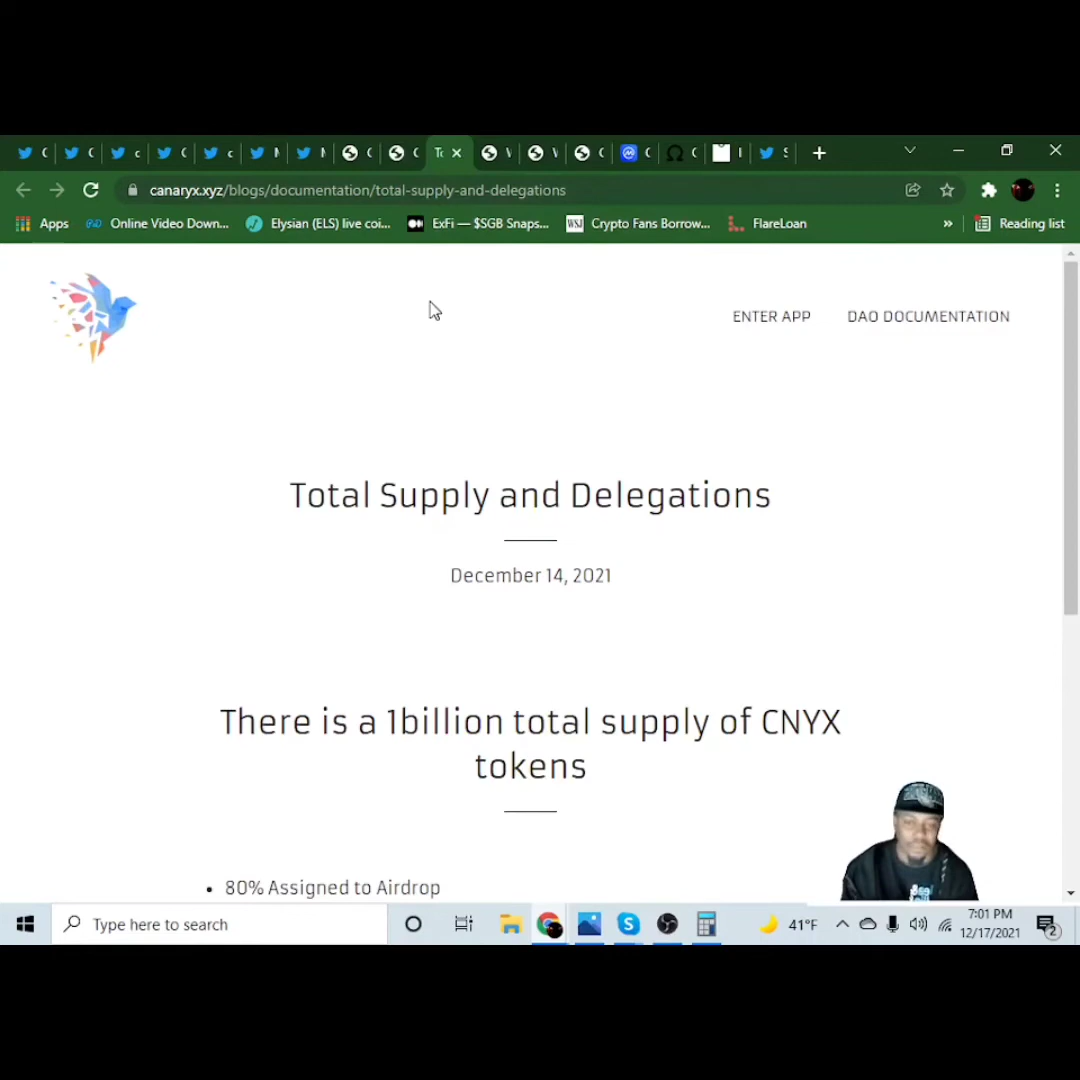 canaryx.xyz/blogs/documentation/total-supply-and-delegations
Apps
Online Video Down...
Elysian (ELS) live coi...
ExFi — $SGB Snaps...
WSJ
Crypto Fans Borrow...
FlareLoan
»
Reading list
ENTER APP
DAO DOCUMENTATION
Total Supply and Delegations
December 14, 2021
There is a 1billion total supply of CNYX
tokens
• 80% Assigned to Airdrop
Type here to search
41°F
7:01 PM
12/17/2021
2